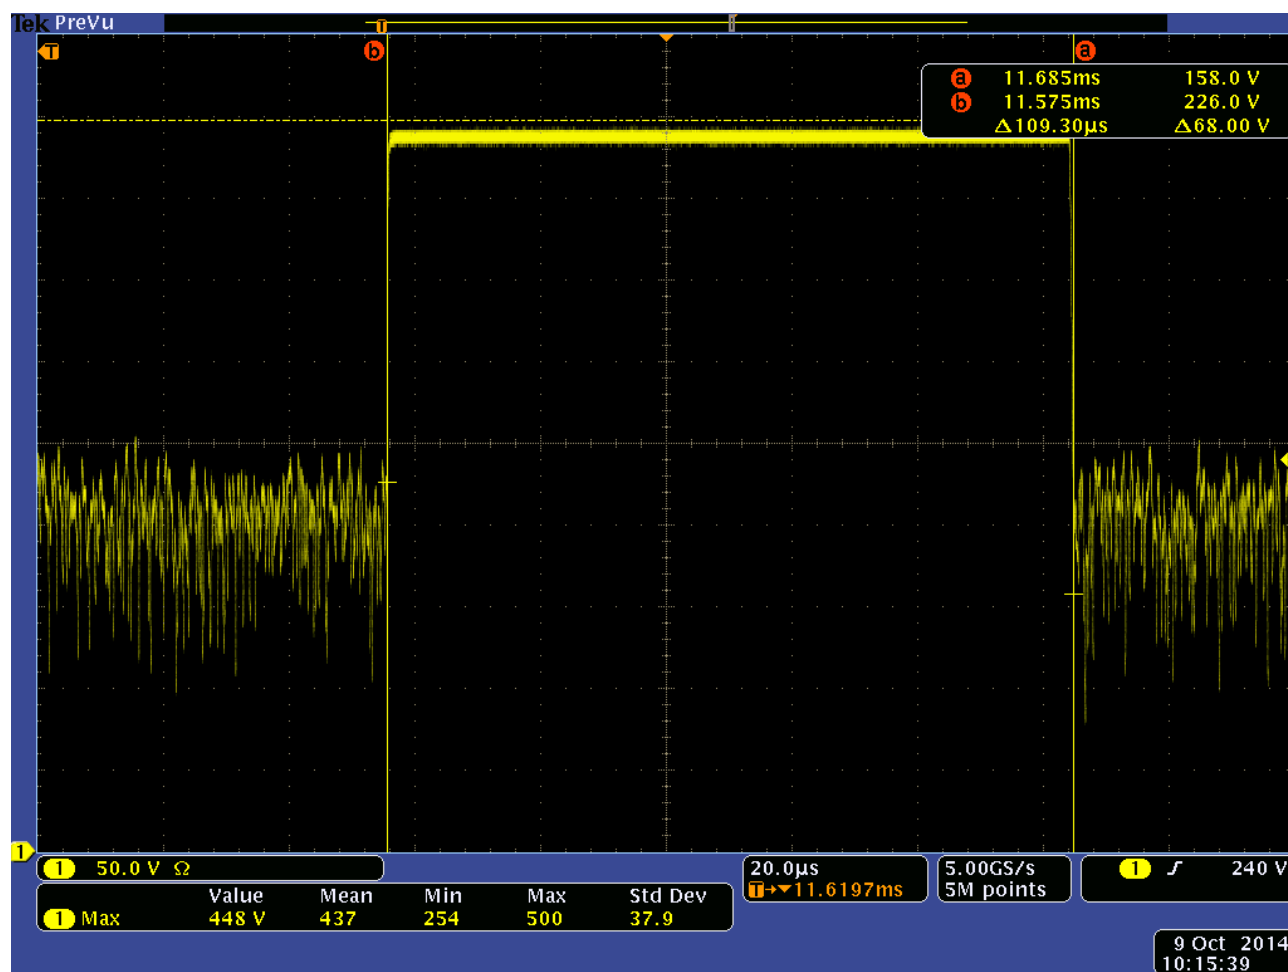 Tek PreVu
T
T
b
a
a 11.685ms 158.0 V
b 11.575ms 226.0 V
Δ109.30µs Δ68.00 V
1
1 50.0 V Ω
20.0µs
T→▼11.6197ms
5.00GS/s
5M points
1 240 V
Value Mean Min Max Std Dev
1 Max 448 V 437 254 500 37.9
9 Oct 2014
10:15:39